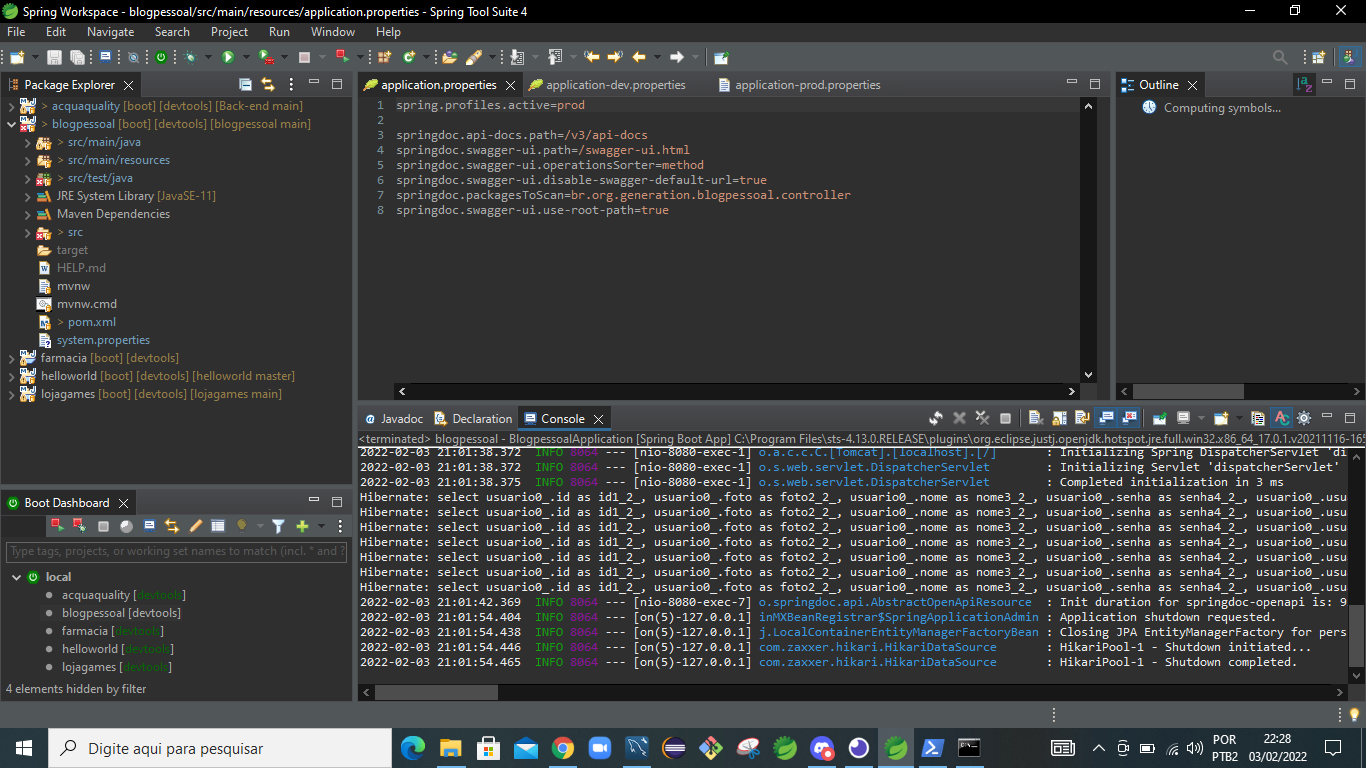 Spring Workspace - blogpessoal/src/main/resources/application.properties - Spring Tool Suite 4
File Edit Navigate Search Project Run Window Help
Package Explorer
> acquaquality [boot] [devtools] [Back-end main]
> blogpessoal [boot] [devtools] [blogpessoal main]
> src/main/java
> src/main/resources
> src/test/java
JRE System Library [JavaSE-11]
Maven Dependencies
> src
target
HELP.md
mvnw
mvnw.cmd
> pom.xml
system.properties
farmacia [boot] [devtools]
helloworld [boot] [devtools] [helloworld master]
lojagames [boot] [devtools] [lojagames main]
application.properties application-dev.properties application-prod.properties
1 spring.profiles.active=prod
2
3 springdoc.api-docs.path=/v3/api-docs
4 springdoc.swagger-ui.path=/swagger-ui.html
5 springdoc.swagger-ui.operationsSorter=method
6 springdoc.swagger-ui.disable-swagger-default-url=true
7 springdoc.packagesToScan=br.org.generation.blogpessoal.controller
8 springdoc.swagger-ui.use-root-path=true
Outline
Computing symbols...
Boot Dashboard
Type tags, projects, or working set names to match (incl. * and ?
local
acquaquality [devtools]
blogpessoal [devtools]
farmacia [devtools]
helloworld [devtools]
lojagames [devtools]
4 elements hidden by filter
@ Javadoc Declaration Console
<terminated> blogpessoal - BlogpessoalApplication [Spring Boot App] C:\Program Files\sts-4.13.0.RELEASE\plugins\org.eclipse.justj.openjdk.hotspot.jre.full.win32.x86_64_17.0.1.v20211116-165
2022-02-03 21:01:38.372 INFO 8064 --- [nio-8080-exec-1] o.a.c.c.C.[Tomcat].[localhost].[/] : Initializing Spring DispatcherServlet 'di
2022-02-03 21:01:38.372 INFO 8064 --- [nio-8080-exec-1] o.s.web.servlet.DispatcherServlet : Initializing Servlet 'dispatcherServlet'
2022-02-03 21:01:38.375 INFO 8064 --- [nio-8080-exec-1] o.s.web.servlet.DispatcherServlet : Completed initialization in 3 ms
Hibernate: select usuario0_.id as id1_2_, usuario0_.foto as foto2_2_, usuario0_.nome as nome3_2_, usuario0_.senha as senha4_2_, usuario0_.usu
Hibernate: select usuario0_.id as id1_2_, usuario0_.foto as foto2_2_, usuario0_.nome as nome3_2_, usuario0_.senha as senha4_2_, usuario0_.usu
Hibernate: select usuario0_.id as id1_2_, usuario0_.foto as foto2_2_, usuario0_.nome as nome3_2_, usuario0_.senha as senha4_2_, usuario0_.usu
Hibernate: select usuario0_.id as id1_2_, usuario0_.foto as foto2_2_, usuario0_.nome as nome3_2_, usuario0_.senha as senha4_2_, usuario0_.usu
Hibernate: select usuario0_.id as id1_2_, usuario0_.foto as foto2_2_, usuario0_.nome as nome3_2_, usuario0_.senha as senha4_2_, usuario0_.usu
Hibernate: select usuario0_.id as id1_2_, usuario0_.foto as foto2_2_, usuario0_.nome as nome3_2_, usuario0_.senha as senha4_2_, usuario0_.usu
Hibernate: select usuario0_.id as id1_2_, usuario0_.foto as foto2_2_, usuario0_.nome as nome3_2_, usuario0_.senha as senha4_2_, usuario0_.usu
2022-02-03 21:01:42.369 INFO 8064 --- [nio-8080-exec-7] o.springdoc.api.AbstractOpenApiResource : Init duration for springdoc-openapi is: 9
2022-02-03 21:01:54.404 INFO 8064 --- [on(5)-127.0.0.1] inMXBeanRegistrar$SpringApplicationAdmin : Application shutdown requested.
2022-02-03 21:01:54.438 INFO 8064 --- [on(5)-127.0.0.1] j.LocalContainerEntityManagerFactoryBean : Closing JPA EntityManagerFactory for pers
2022-02-03 21:01:54.446 INFO 8064 --- [on(5)-127.0.0.1] com.zaxxer.hikari.HikariDataSource : HikariPool-1 - Shutdown initiated...
2022-02-03 21:01:54.465 INFO 8064 --- [on(5)-127.0.0.1] com.zaxxer.hikari.HikariDataSource : HikariPool-1 - Shutdown completed.
Digite aqui para pesquisar
POR
PTB2
22:28
03/02/2022